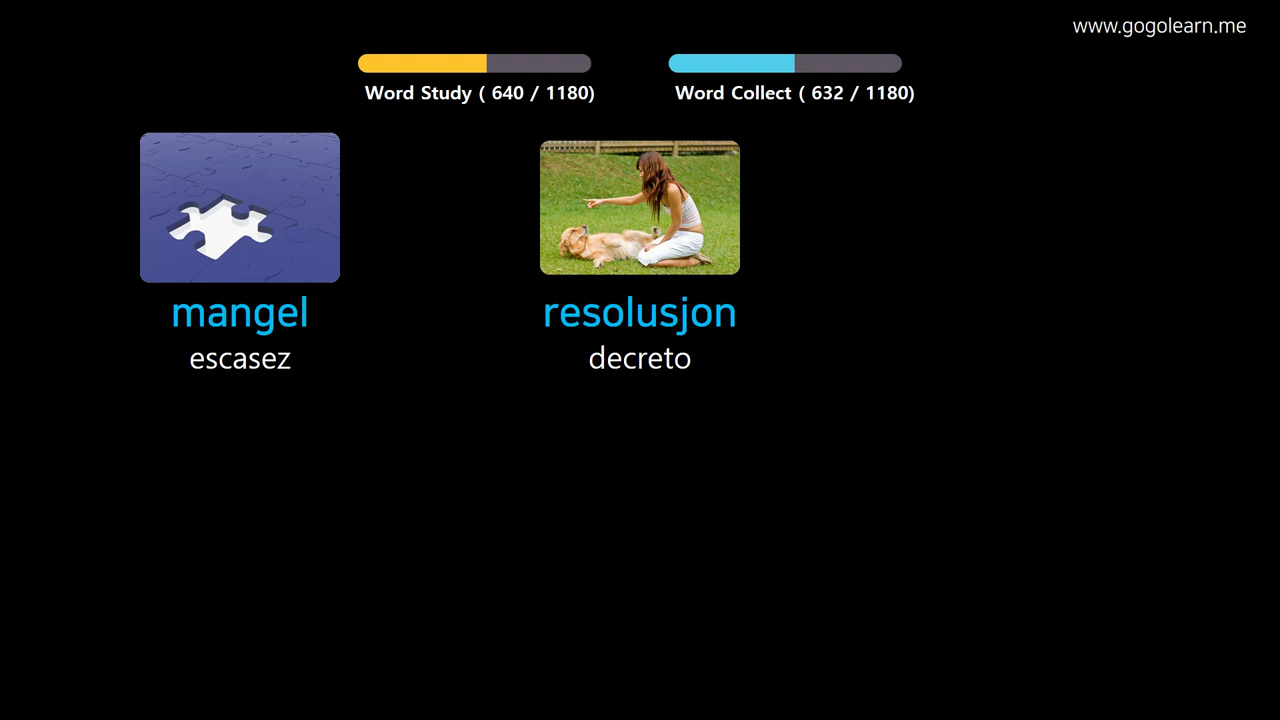 www.gogolearn.me
Word Study ( 640 / 1180)
Word Collect ( 632 / 1180)
mangel
resolusjon
escasez
decreto